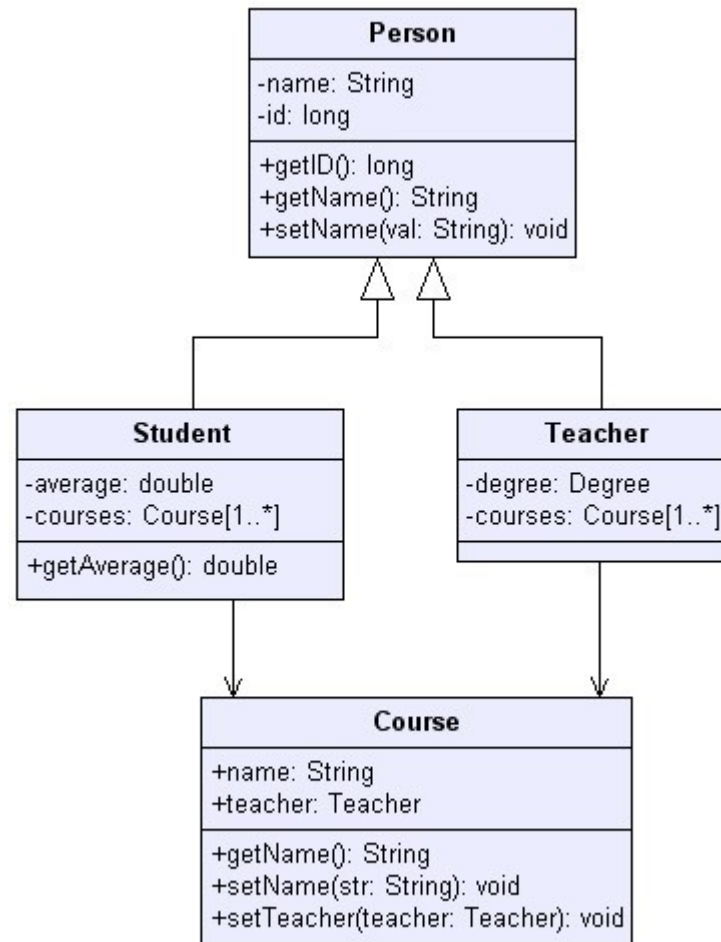 Person
-name: String
-id: long
+getID(): long
+getName(): String
+setName(val: String): void
Student
-average: double
-courses: Course[1..*]
+getAverage(): double
Teacher
-degree: Degree
-courses: Course[1..*]
Course
+name: String
+teacher: Teacher
+getName(): String
+setName(str: String): void
+setTeacher(teacher: Teacher): void